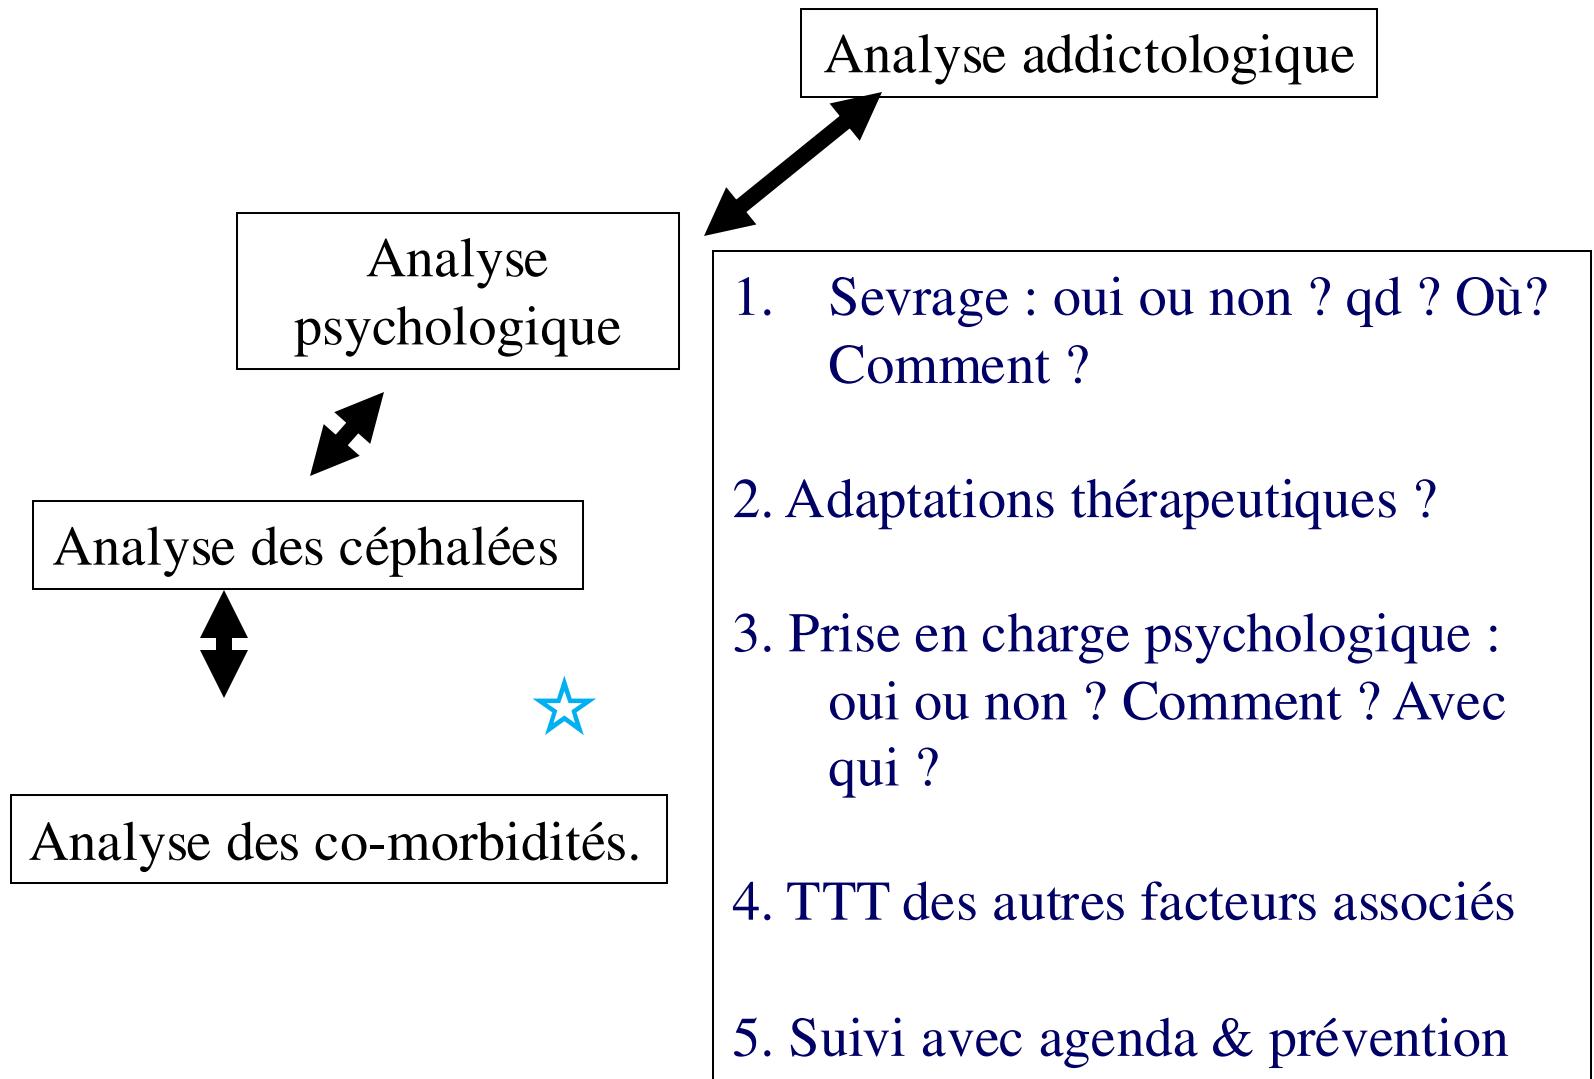 Analyse addictologique
Analyse
psychologique
Analyse des céphalées
Analyse des co-morbidités.
1. Sevrage : oui ou non ? qd ? Où?
Comment ?
2. Adaptations thérapeutiques ?
3. Prise en charge psychologique :
oui ou non ? Comment ? Avec
qui ?
4. TTT des autres facteurs associés
5. Suivi avec agenda & prévention